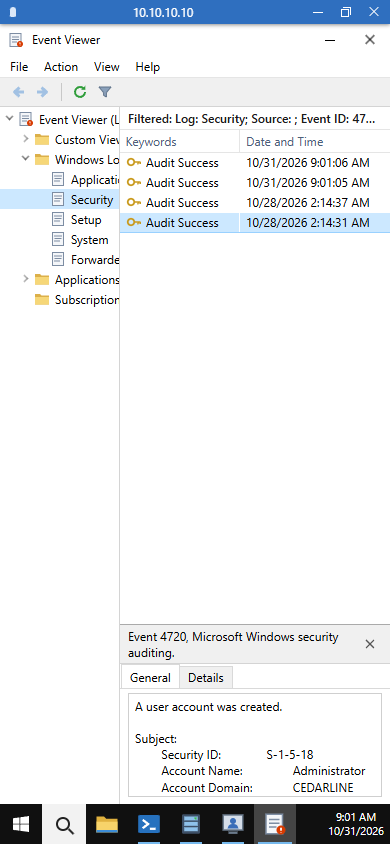 10.10.10.10
Event Viewer
File Action View Help
Event Viewer (L
Custom View
Windows Lo
Applicati
Security
Setup
System
Forwarde
Applications
Subscription
Filtered: Log: Security; Source: ; Event ID: 47...
Keywords Date and Time
Audit Success 10/31/2026 9:01:06 AM
Audit Success 10/31/2026 9:01:05 AM
Audit Success 10/28/2026 2:14:37 AM
Audit Success 10/28/2026 2:14:31 AM
Event 4720, Microsoft Windows security
auditing.
General Details
A user account was created.
Subject:
Security ID: S-1-5-18
Account Name: Administrator
Account Domain: CEDARLINE
9:01 AM
10/31/2026